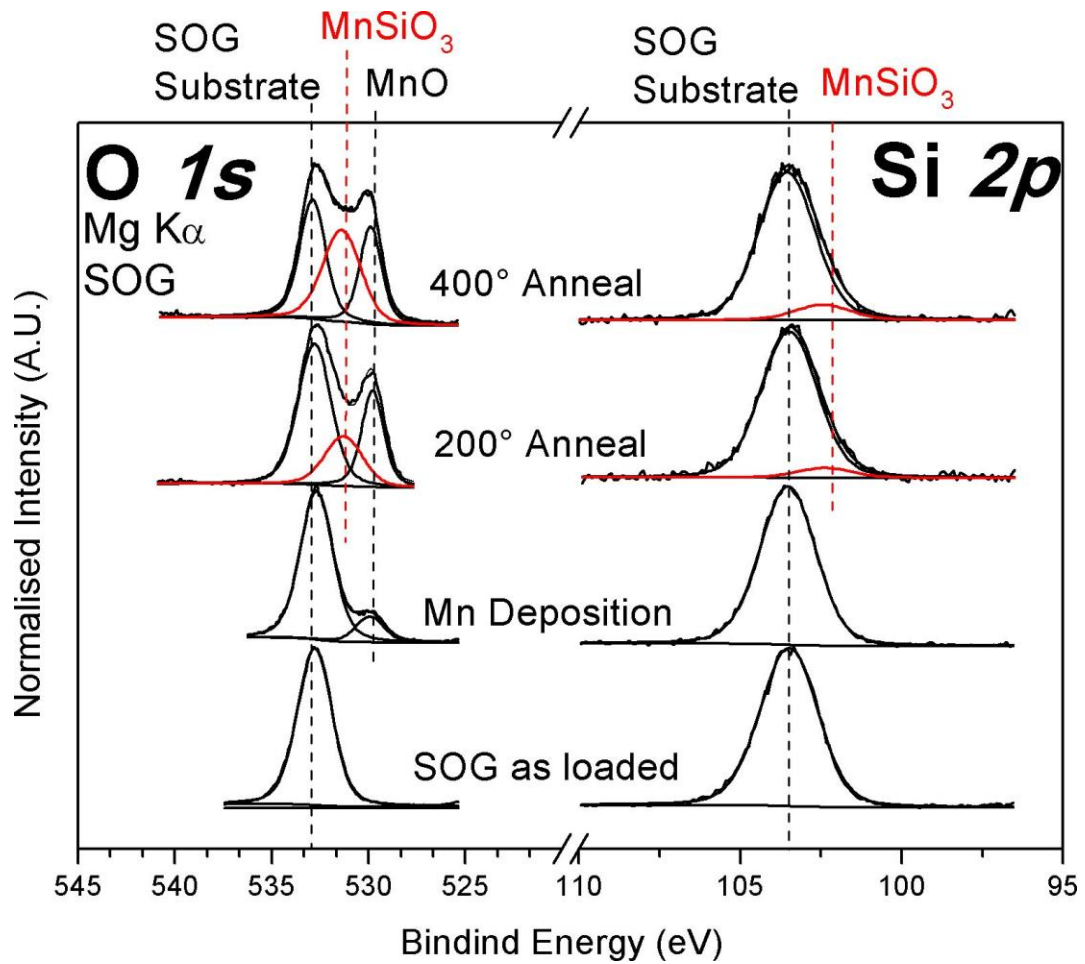 SOG
Substrate
MnSiO₃
MnO
SOG
Substrate
MnSiO₃
O 1s
Mg Kα
SOG
Si 2p
400° Anneal
200° Anneal
Mn Deposition
SOG as loaded
Normalised Intensity (A.U.)
545 540 535 530 525 110 105 100 95
Bindind Energy (eV)